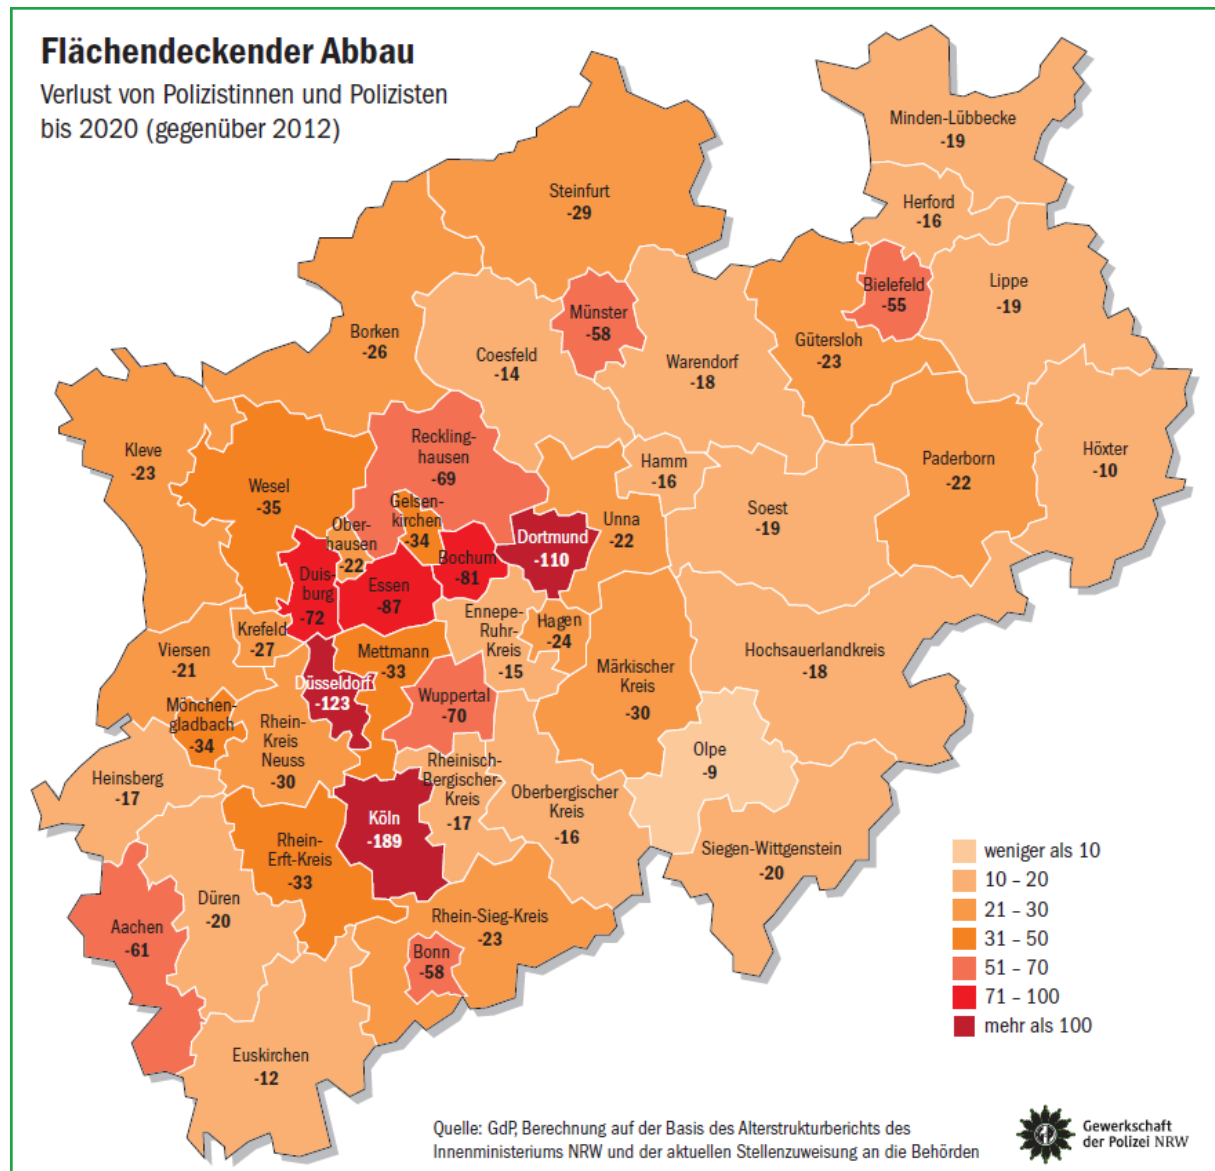 Flächendeckender Abbau
Verlust von Polizistinnen und Polizisten
bis 2020 (gegenüber 2012)
Minden-Lübbecke
-19
Steinfurt
-29
Herford
-16
Bielefeld
-55
Lippe
-19
Münster
-58
Borken
-26
Coesfeld
-14
Warendorf
-18
Gütersloh
-23
Kleve
-23
Wesel
-35
Reckling-
hausen
-69
Hamm
-16
Paderborn
-22
Höxter
-10
Gelsen-
kirchen
-34
Ober-
hausen
-22
Dortmund
-110
Unna
-22
Soest
-19
Duis-
burg
-72
Essen
-87
Bochum
-81
Krefeld
-27
Viersen
-21
Mettmann
-33
Ennepe-
Ruhr-
Kreis
-15
Hagen
-24
Märkischer
Kreis
-30
Hochsauerlandkreis
-18
Düsseldorf
-123
Wuppertal
-70
Mönchen-
gladbach
-34
Rhein-
Kreis
Neuss
-30
Heinsberg
-17
Rheinisch-
Bergischer-
Kreis
-17
Oberbergischer
Kreis
-16
Olpe
-9
Köln
-189
Rhein-
Erft-Kreis
-33
Siegen-Wittgenstein
-20
Düren
-20
Aachen
-61
Rhein-Sieg-Kreis
-23
Bonn
-58
Euskirchen
-12
weniger als 10
10 – 20
21 – 30
31 – 50
51 – 70
71 – 100
mehr als 100
Quelle: GdP, Berechnung auf der Basis des Alterstrukturberichts des
Innenministeriums NRW und der aktuellen Stellenzuweisung an die Behörden
Gewerkschaft
der Polizei NRW